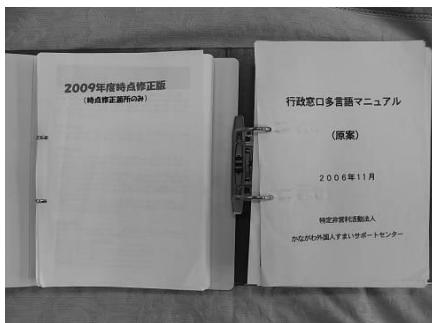 2009年度時点修正版
(時点修正箇所のみ)
行政窓口多言語マニュアル
(原案)
2006年11月
特定非営利活動法人
かながわ外国人すまいサポートセンター